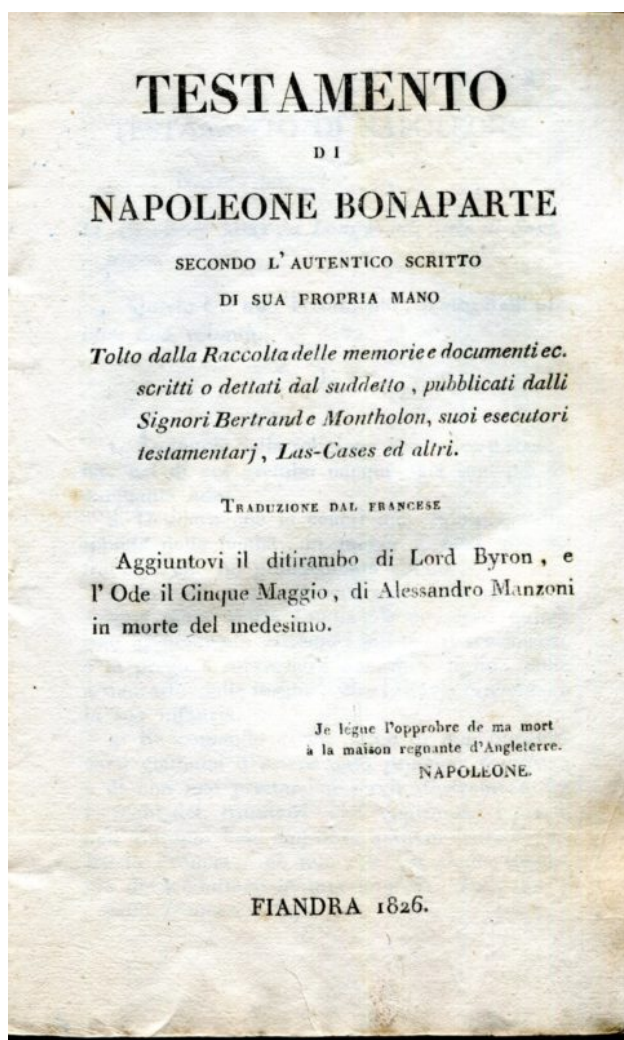 TESTAMENTO
DI
NAPOLEONE BONAPARTE
SECONDO L'AUTENTICO SCRITTO
DI SUA PROPRIA MANO
Tolto dalla Raccolta delle memorie e documenti ec.
scritti o dettati dal suddetto, pubblicati dalli
Signori Bertrand e Montholon, suoi esecutori
testamentarj, Las-Cases ed altri.
TRADUZIONE DAL FRANCESE
Aggiuntovi il ditirambo di Lord Byron, e
l'Ode il Cinque Maggio, di Alessandro Manzoni
in morte del medesimo.
Je légue l'opprobre de ma mort
à la maison regnante d'Angleterre.
NAPOLEONE.
FIANDRA 1826.